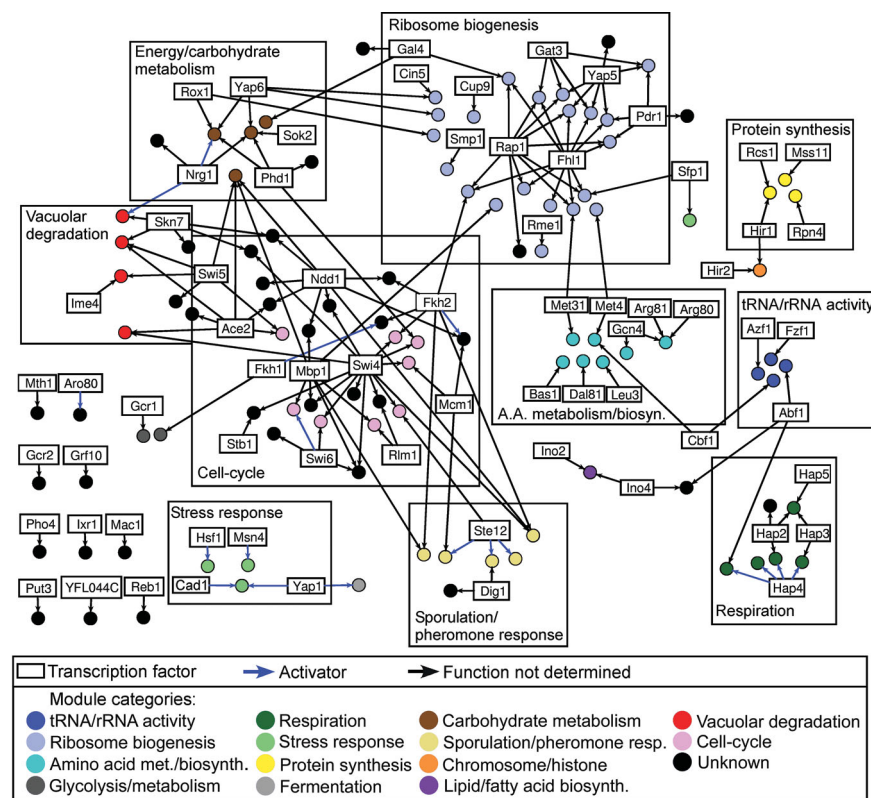 Ribosome biogenesis
Energy/carbohydrate
metabolism
Gal4
Gat3
Cin5
Yap5
Rox1
Yap6
Cup9
Pdr1
Sok2
Smp1
Rap1
Fhl1
Protein synthesis
Rcs1
Mss11
Nrg1
Phd1
Sfp1
Vacuolar
degradation
Skn7
Rme1
Hir1
Rpn4
Swi5
Ndd1
Hir2
Ime4
Fkh2
Met31
Met4
Arg81
Arg80
tRNA/rRNA activity
Ace2
Gcn4
Azf1
Fzf1
Fkh1
Mbp1
Swi4
Mth1
Aro80
Gcr1
Mcm1
Bas1
Dal81
Leu3
A.A. metabolism/biosyn.
Abf1
Stb1
Swi6
Rlm1
Cbf1
Cell-cycle
Gcr2
Grf10
Ino2
Ino4
Hap5
Pho4
Ixr1
Mac1
Stress response
Hsf1
Msn4
Ste12
Hap2
Hap3
Put3
YFL044C
Reb1
Cad1
Yap1
Dig1
Hap4
Sporulation/
pheromone response
Respiration
Transcription factor
Activator
Function not determined
Module categories:
tRNA/rRNA activity
Respiration
Carbohydrate metabolism
Vacuolar degradation
Ribosome biogenesis
Stress response
Sporulation/pheromone resp.
Cell-cycle
Amino acid met./biosynth.
Protein synthesis
Chromosome/histone
Unknown
Glycolysis/metabolism
Fermentation
Lipid/fatty acid biosynth.